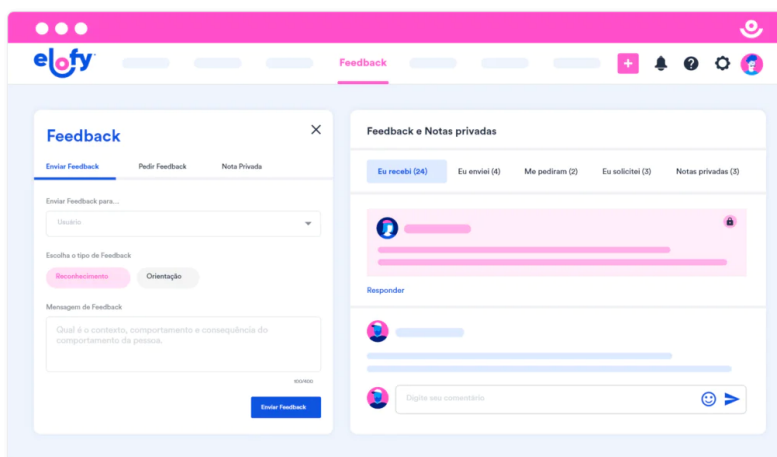 elofy
Feedback
Feedback
Enviar Feedback
Pedir Feedback
Nota Privada
Enviar Feedback para...
Usuário
Escolha o tipo de Feedback
Reconhecimento
Orientação
Mensagem de Feedback
Qual é o contexto, comportamento e consequência do
comportamento da pessoa.
100/400
Enviar Feedback
Feedback e Notas privadas
Eu recebi (24)
Eu enviei (4)
Me pediram (2)
Eu solicitei (3)
Notas privadas (3)
Responder
Digite seu comentário